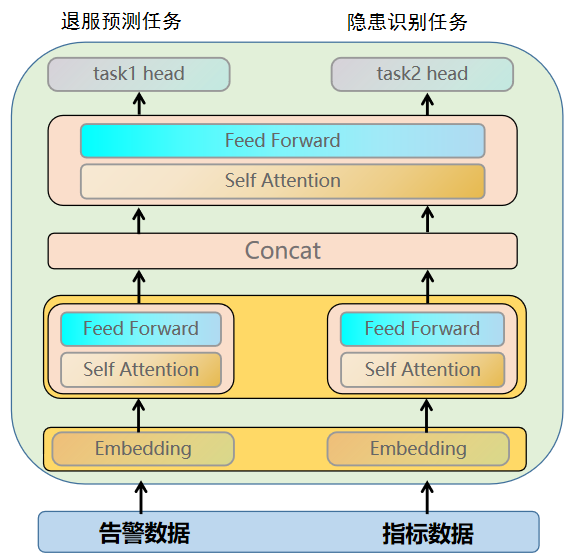 退服预测任务 隐患识别任务
task1 head task2 head
Feed Forward
Self Attention
Concat
Feed Forward Feed Forward
Self Attention Self Attention
Embedding Embedding
告警数据 指标数据